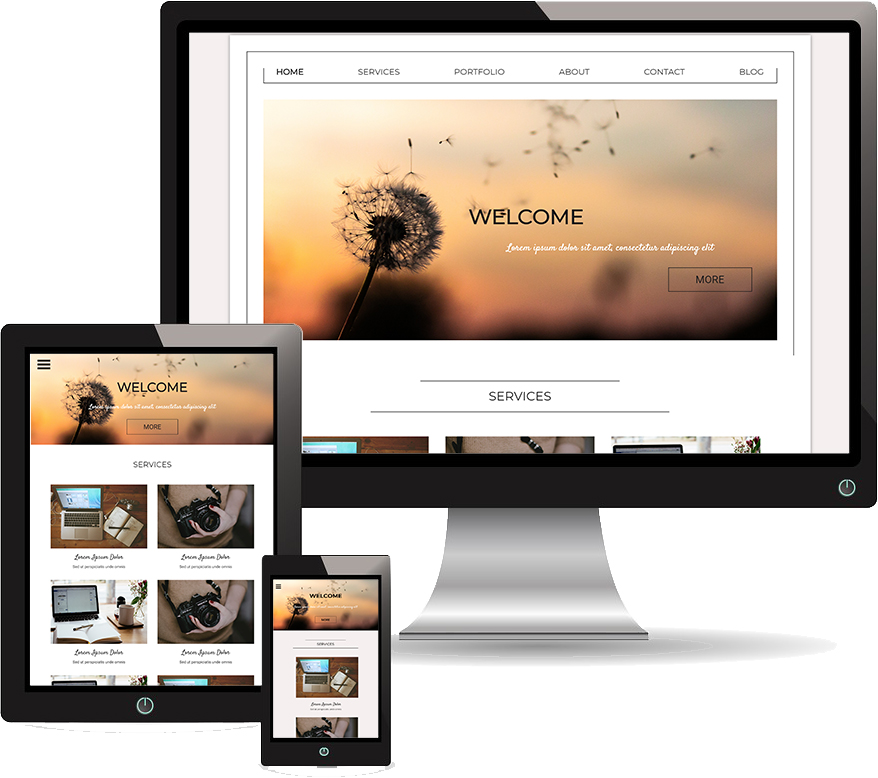 HOME SERVICES PORTFOLIO ABOUT CONTACT BLOG
WELCOME
Lorem ipsum dolor sit amet, consectetur adipiscing elit
MORE
SERVICES
WELCOME
Lorem ipsum dolor sit amet, consectetur adipiscing elit
MORE
SERVICES
Lorem Ipsum Dolor Lorem Ipsum Dolor
Sed ut perspiciatis unde omnis Sed ut perspiciatis unde omnis
Lorem Ipsum Dolor Lorem Ipsum Dolor
Sed ut perspiciatis unde omnis Sed ut perspiciatis unde omnis
WELCOME
MORE
SERVICES
Lorem Ipsum Dolor